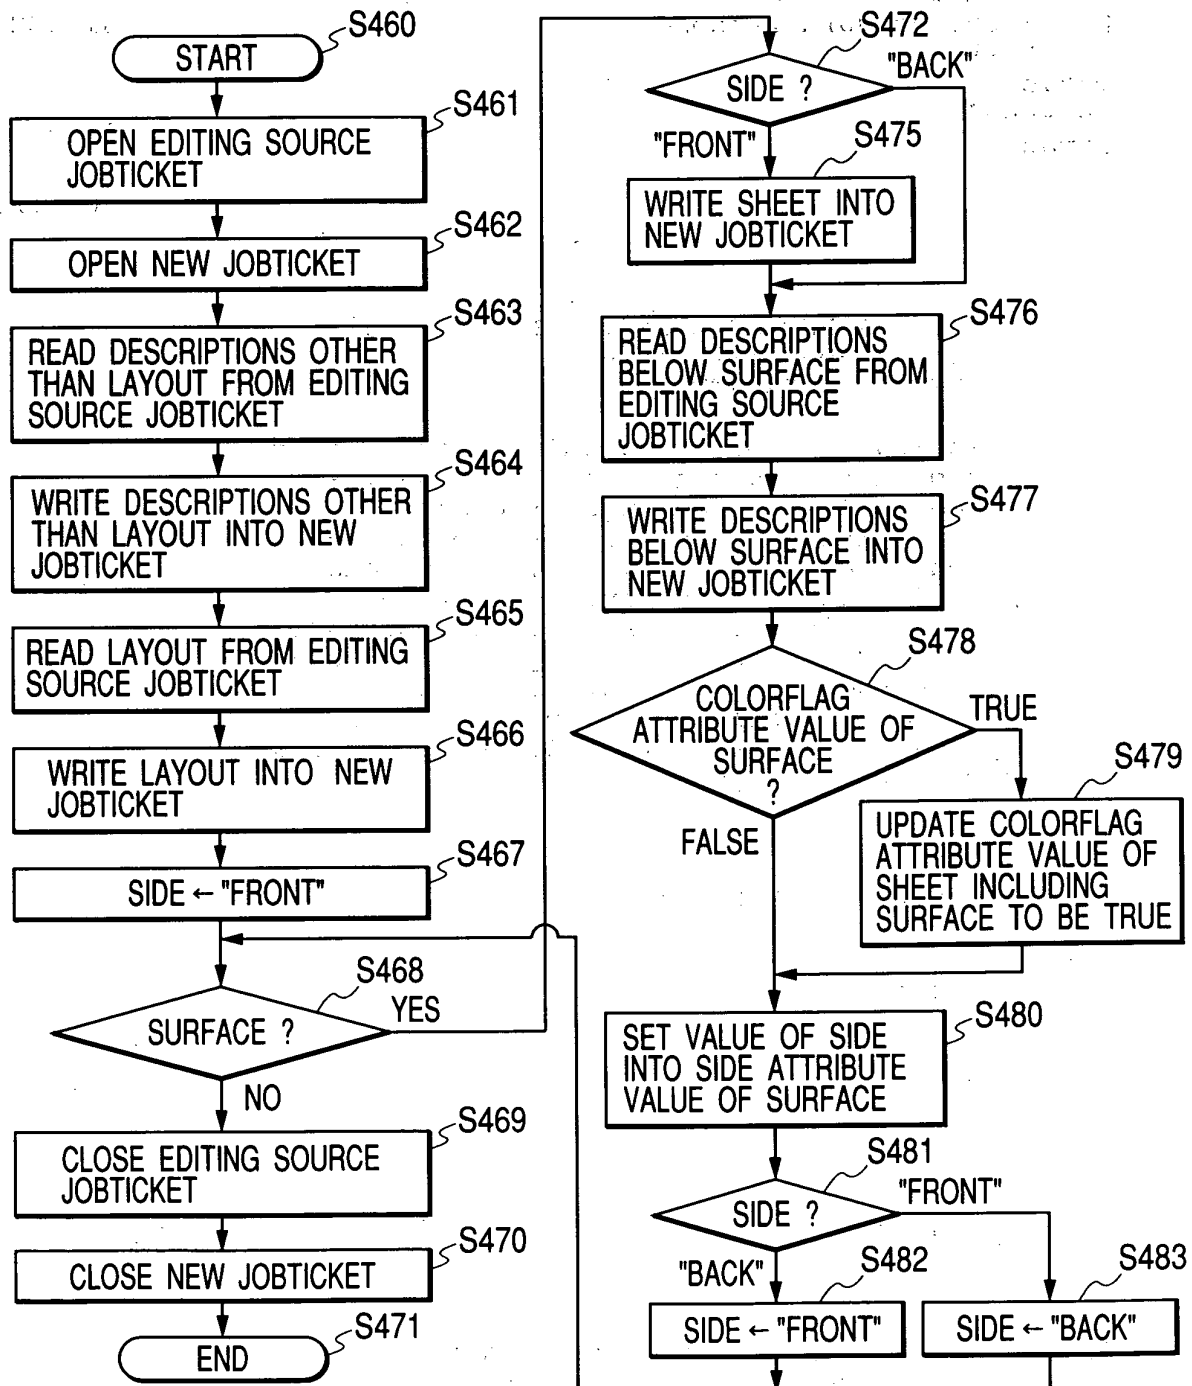 S460
START
S461
OPEN EDITING SOURCE
JOBTICKET
S462
OPEN NEW JOBTICKET
S463
READ DESCRIPTIONS OTHER
THAN LAYOUT FROM EDITING
SOURCE JOBTICKET
S464
WRITE DESCRIPTIONS OTHER
THAN LAYOUT INTO NEW
JOBTICKET
S465
READ LAYOUT FROM EDITING
SOURCE JOBTICKET
S466
WRITE LAYOUT INTO NEW
JOBTICKET
S467
SIDE ← "FRONT"
S468
SURFACE ?
YES
NO
S469
CLOSE EDITING SOURCE
JOBTICKET
S470
CLOSE NEW JOBTICKET
S471
END
S472
SIDE ?
"BACK"
"FRONT"
S475
WRITE SHEET INTO
NEW JOBTICKET
S476
READ DESCRIPTIONS
BELOW SURFACE FROM
EDITING SOURCE
JOBTICKET
S477
WRITE DESCRIPTIONS
BELOW SURFACE INTO
NEW JOBTICKET
S478
COLORFLAG
ATTRIBUTE VALUE OF
SURFACE
?
TRUE
FALSE
S479
UPDATE COLORFLAG
ATTRIBUTE VALUE OF
SHEET INCLUDING
SURFACE TO BE TRUE
S480
SET VALUE OF SIDE
INTO SIDE ATTRIBUTE
VALUE OF SURFACE
S481
SIDE ?
"FRONT"
"BACK"
S482
SIDE ← "FRONT"
S483
SIDE ← "BACK"